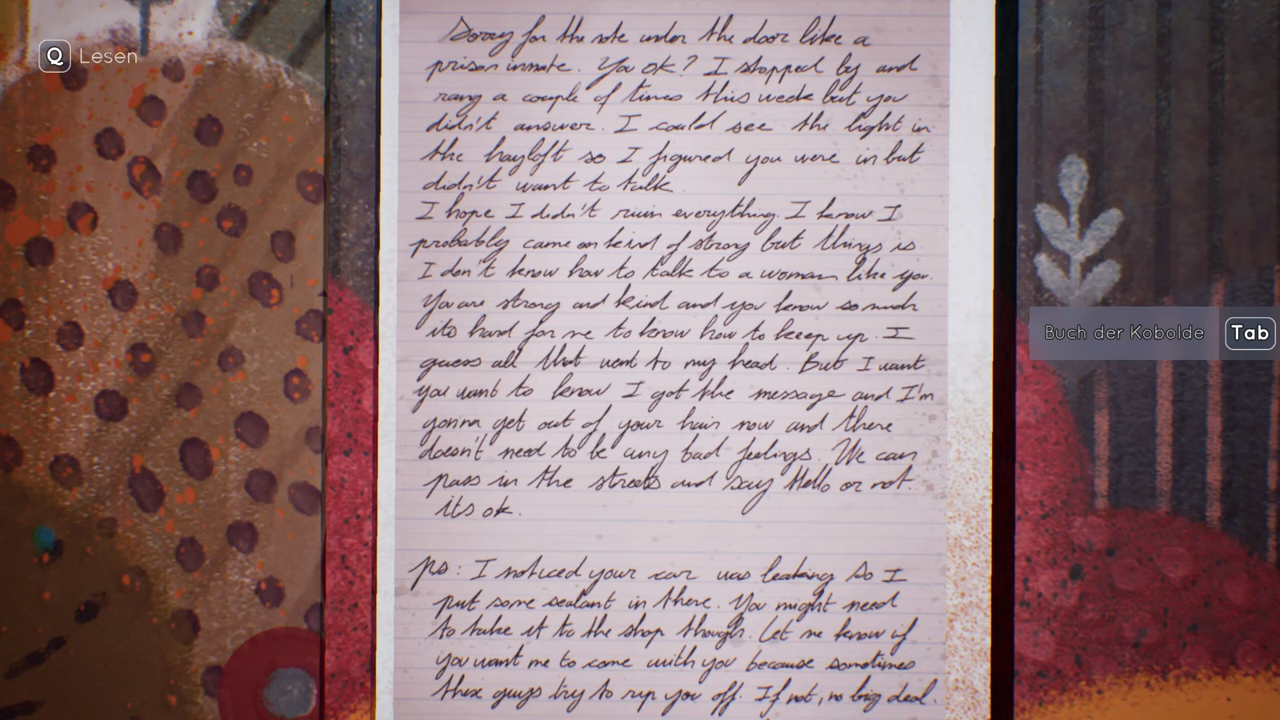 Q Lesen
Sorry for the note under the door like a
prison inmate. You ok? I stopped by and
rang a couple of times this week but you
didn't answer. I could see the light in
the hayloft so I figured you were in but
didn't want to talk.
I hope I didn't ruin everything. I know I
probably came on kind of strong but things is
I don't know how to talk to a woman like you.
You are strong and kind and you know so much
its hard for me to know how to keep up. I
guess all that went to my head. But I want
you want to know I got the message and I'm
gonna get out of your hair now and there
doesn't need to be any bad feelings. We can
pass in the streets and say Hello or not.
its ok.
ps: I noticed your car was leaking so I
put some sealant in there. You might need
to take it to the shop though. Let me know if
you want me to come with you because sometimes
these guys try to rip you off. If not, no big deal.
Buch der Kobolde Tab